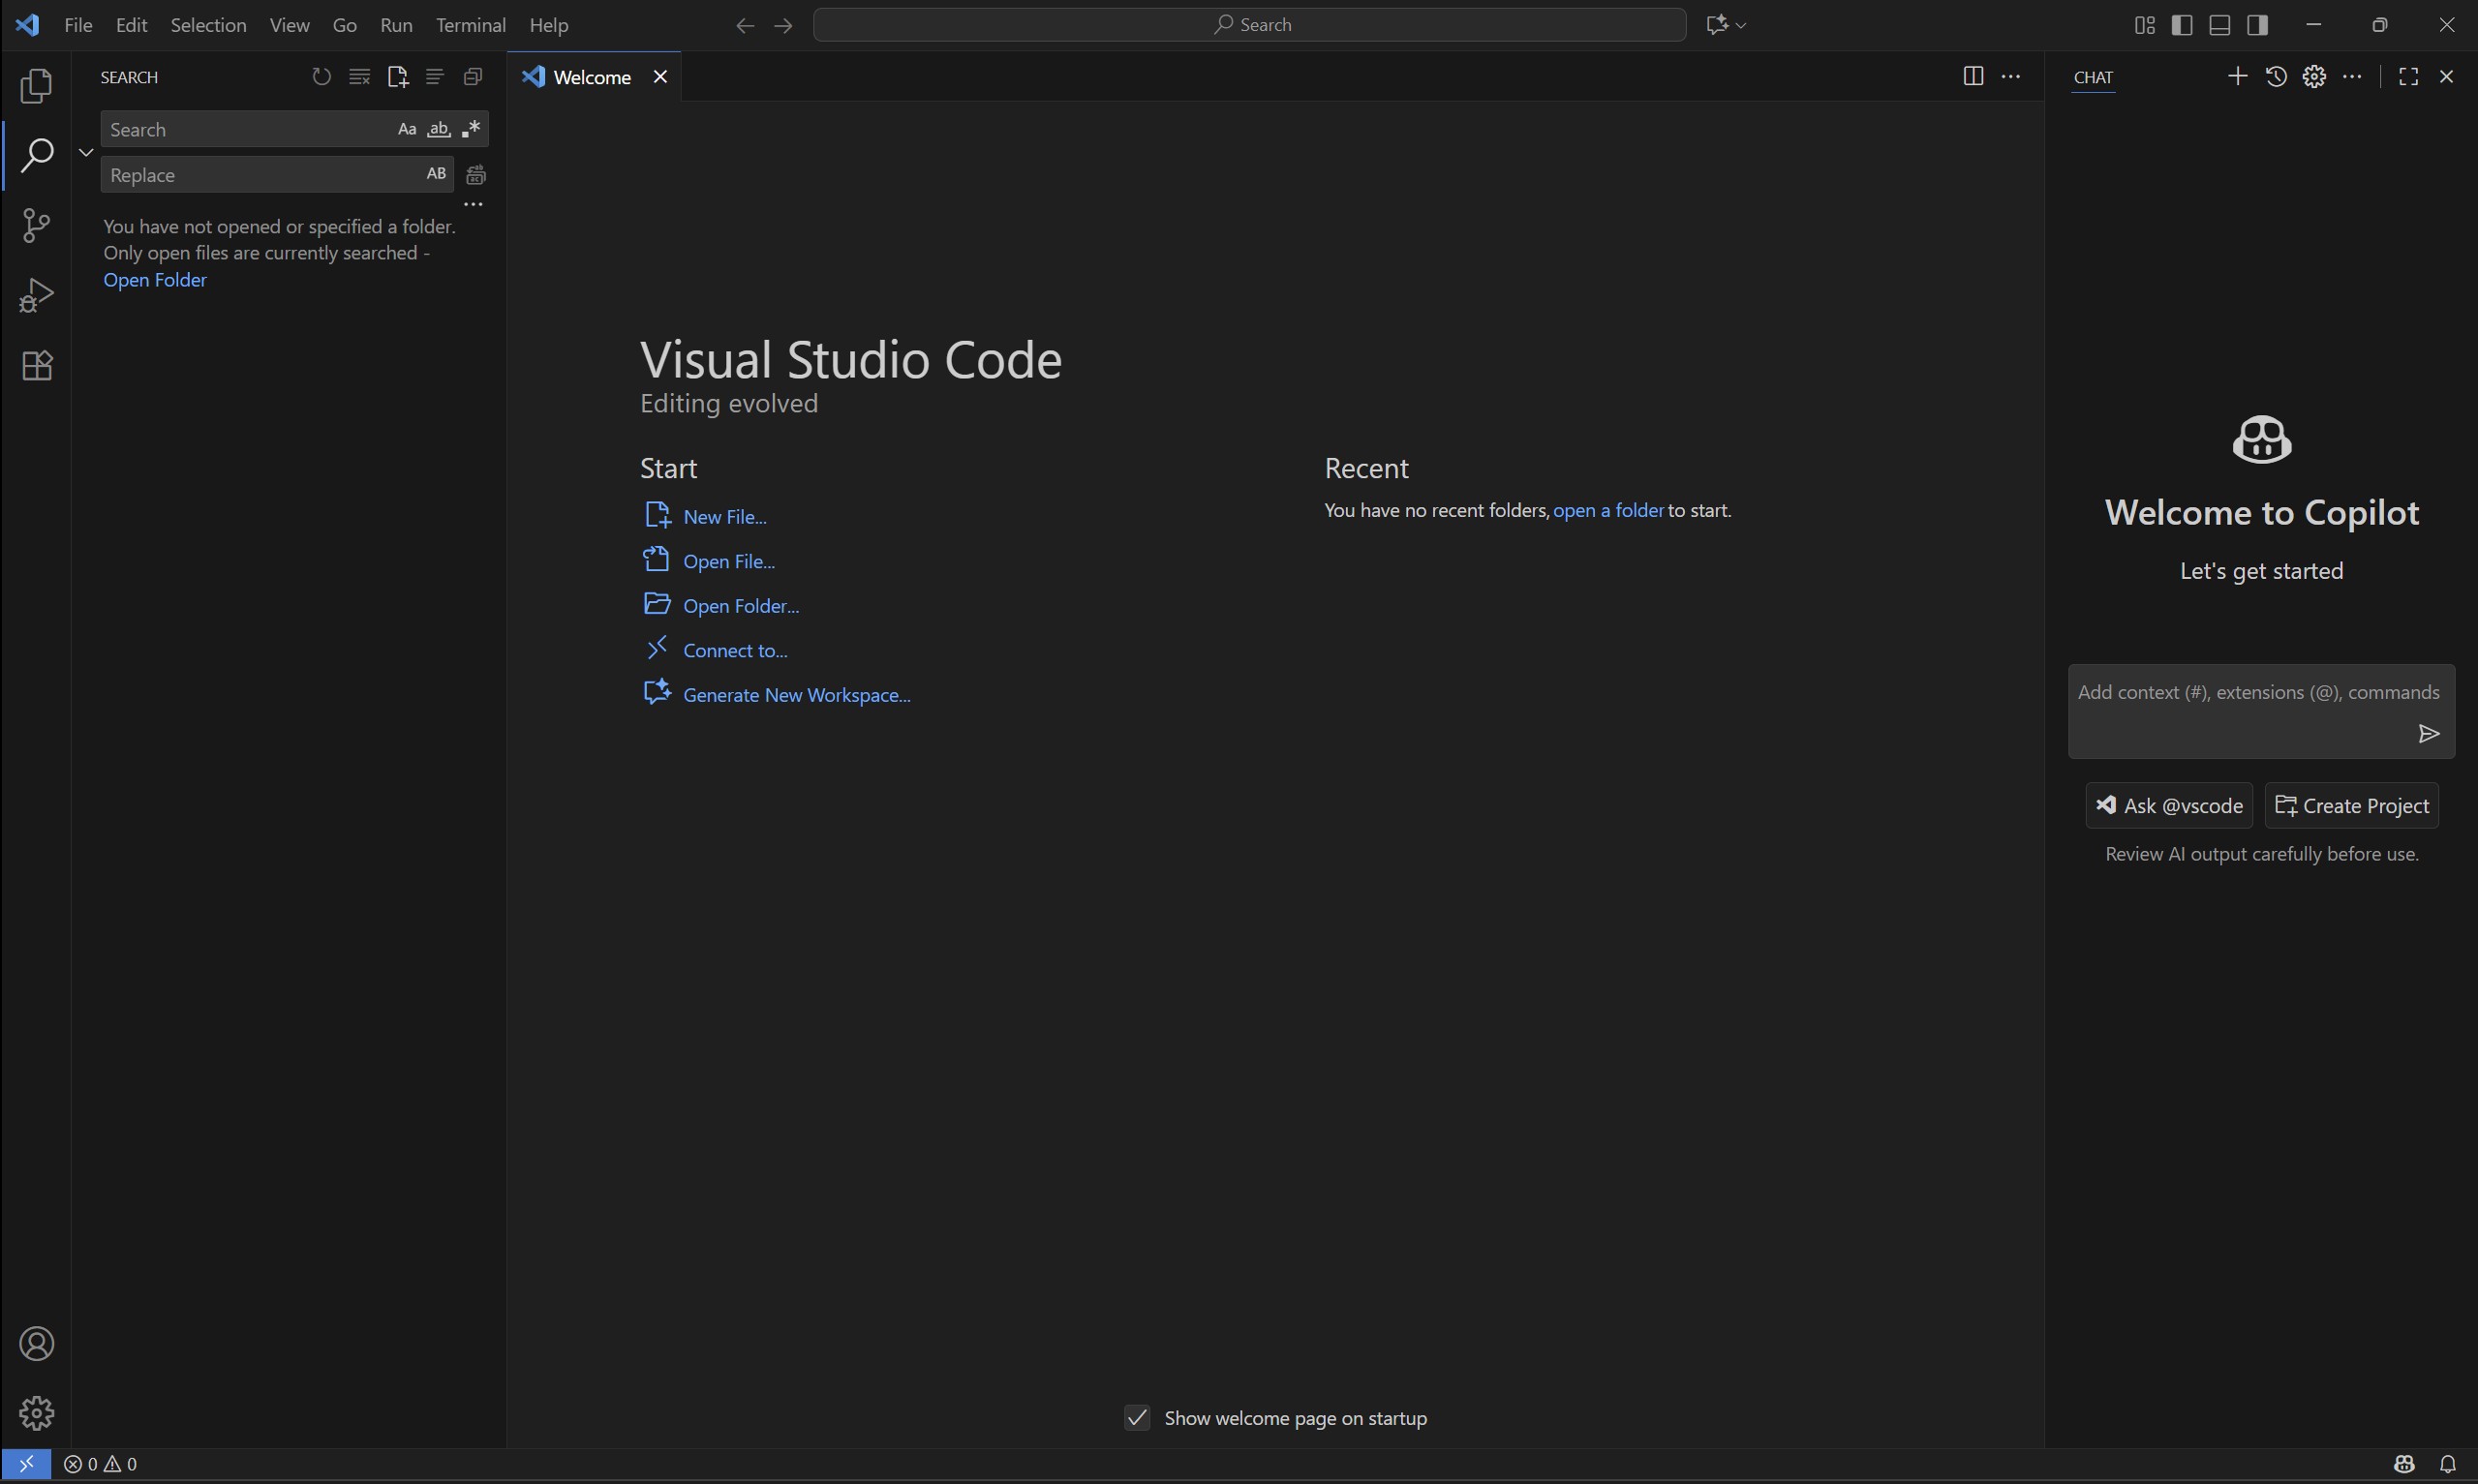 File Edit Selection View Go Run Terminal Help
Search
SEARCH
Search Aa ab .*
Replace AB
You have not opened or specified a folder.
Only open files are currently searched -
Open Folder
Welcome
Visual Studio Code
Editing evolved
Start
New File...
Open File...
Open Folder...
Connect to...
Generate New Workspace...
Recent
You have no recent folders, open a folder to start.
Show welcome page on startup
CHAT
Welcome to Copilot
Let's get started
Add context (#), extensions (@), commands
Ask @vscode Create Project
Review AI output carefully before use.
0 0